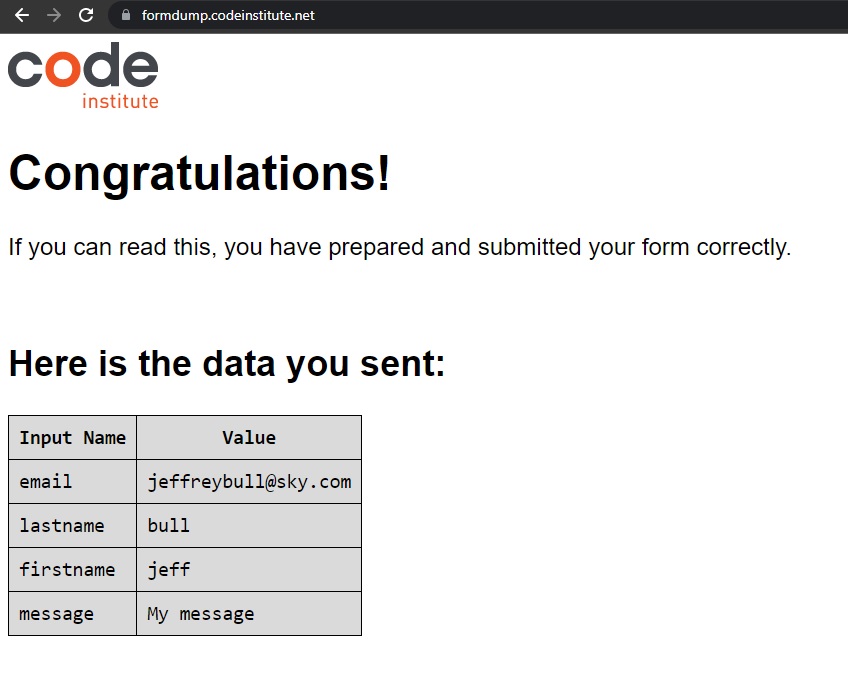 formdump.codeinstitute.net
code
institute
Congratulations!
If you can read this, you have prepared and submitted your form correctly.
Here is the data you sent:
Input Name Value
email jeffreybull@sky.com
lastname bull
firstname jeff
message My message